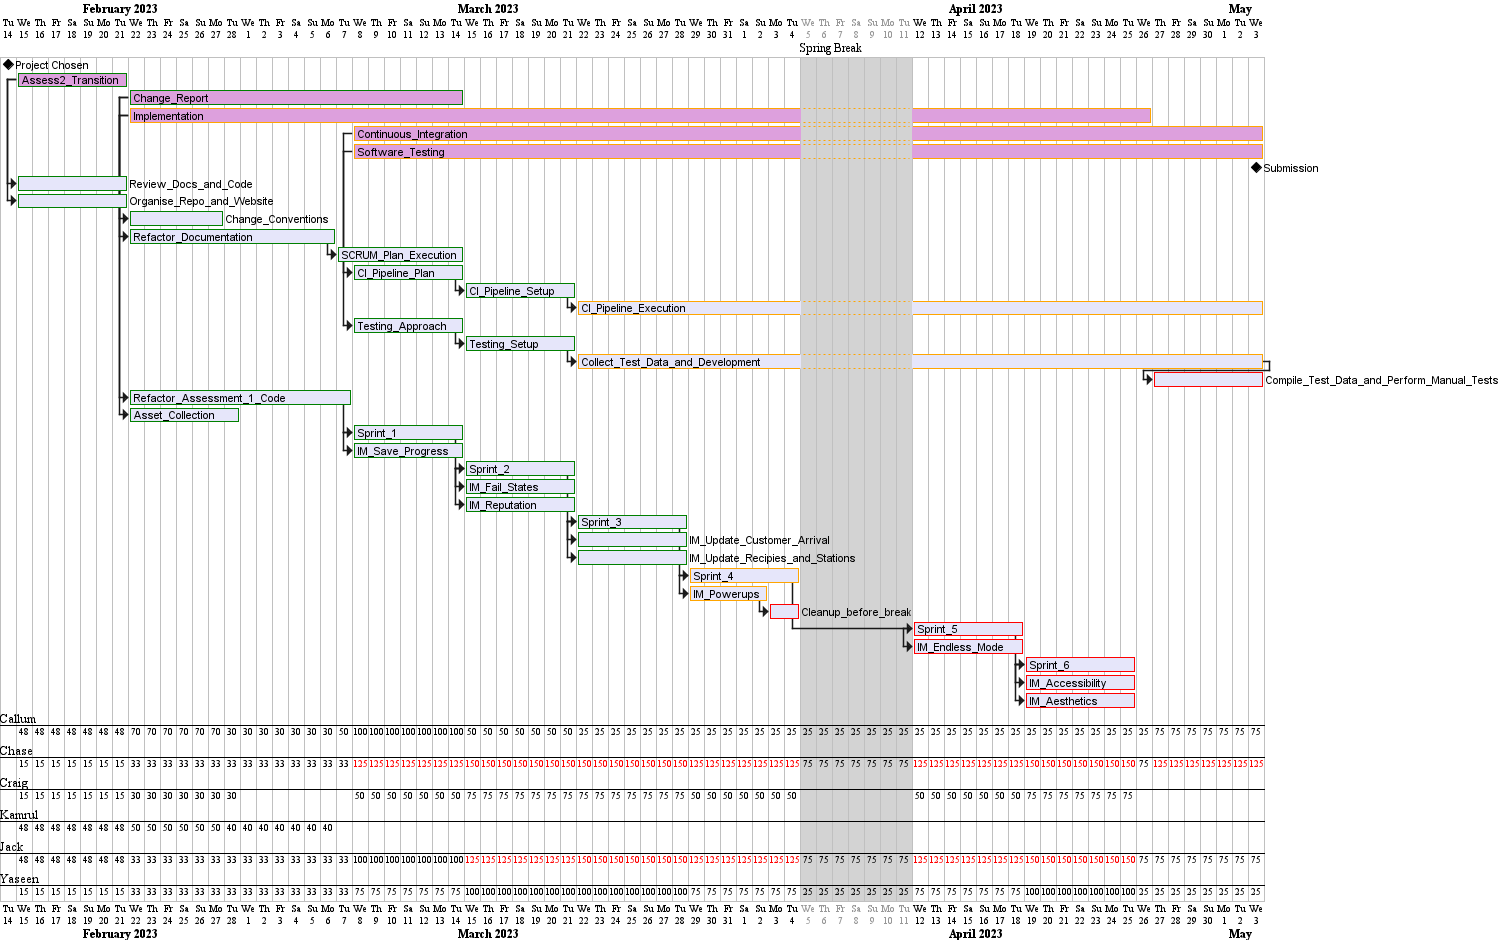 February 2023 March 2023 April 2023 May
Tu We Th Fr Sa Su Mo Tu We Th Fr Sa Su Mo Tu We Th Fr Sa Su Mo Tu We Th Fr Sa Su Mo Tu We Th Fr Sa Su Mo Tu We Th Fr Sa Su Mo Tu We Th Fr Sa Su Mo Tu We Th Fr Sa Su Mo Tu We Th Fr Sa Su Mo Tu We Th Fr Sa Su Mo Tu We Th Fr Sa Su Mo Tu We
14 15 16 17 18 19 20 21 22 23 24 25 26 27 28 1 2 3 4 5 6 7 8 9 10 11 12 13 14 15 16 17 18 19 20 21 22 23 24 25 26 27 28 29 30 31 1 2 3 4 5 6 7 8 9 10 11 12 13 14 15 16 17 18 19 20 21 22 23 24 25 26 27 28 29 30 1 2 3
Spring Break
Project Chosen
Assess2_Transition
Change_Report
Implementation
Continuous_Integration
Software_Testing
Submission
Review_Docs_and_Code
Organise_Repo_and_Website
Change_Conventions
Refactor_Documentation
SCRUM_Plan_Execution
CI_Pipeline_Plan
CI_Pipeline_Setup
CI_Pipeline_Execution
Testing_Approach
Testing_Setup
Collect_Test_Data_and_Development
Compile_Test_Data_and_Perform_Manual_Tests
Refactor_Assessment_1_Code
Asset_Collection
Sprint_1
IM_Save_Progress
Sprint_2
IM_Fail_States
IM_Reputation
Sprint_3
IM_Update_Customer_Arrival
IM_Update_Recipies_and_Stations
Sprint_4
IM_Powerups
Cleanup_before_break
Sprint_5
IM_Endless_Mode
Sprint_6
IM_Accessibility
IM_Aesthetics
Callum
48 48 48 48 48 48 48 70 70 70 70 70 70 30 30 30 30 30 30 30 50 100 100 100 100 100 100 100 50 50 50 50 50 50 50 25 25 25 25 25 25 25 25 25 25 25 25 25 25 25 25 25 25 25 25 25 25 25 25 25 25 25 25 25 25 25 25 25 25 25 25 75 75 75 75 75 75 75
Chase
15 15 15 15 15 15 15 33 33 33 33 33 33 33 33 33 33 33 33 33 33 125 125 125 125 125 125 125 150 150 150 150 150 150 150 150 150 150 150 150 150 150 125 125 125 125 125 125 125 75 75 75 75 75 75 75 125 125 125 125 125 125 125 150 150 150 150 150 150 150 75 125 125 125 125 125 125 125
Craig
15 15 15 15 15 15 15 30 30 30 30 30 30 30 50 50 50 50 50 50 50 75 75 75 75 75 75 75 75 75 75 75 75 75 75 50 50 50 50 50 50 50 50 50 50 50 50 50 50 75 75 75 75 75 75 75
Kamrul
48 48 48 48 48 48 48 50 50 50 50 50 50 40 40 40 40 40 40 40
Jack
48 48 48 48 48 48 48 33 33 33 33 33 33 33 33 33 33 33 33 33 33 100 100 100 100 100 100 100 125 125 125 125 125 125 125 150 150 150 150 150 150 150 125 125 125 125 125 125 125 75 75 75 75 75 75 75 125 125 125 125 125 125 125 150 150 150 150 150 150 150 75 75 75 75 75 75 75 75
Yaseen
15 15 15 15 15 15 15 33 33 33 33 33 33 33 33 33 33 33 33 33 33 75 75 75 75 75 75 75 100 100 100 100 100 100 100 100 100 100 100 100 100 100 75 75 75 75 75 75 75 25 25 25 25 25 25 25 75 75 75 75 75 75 75 100 100 100 100 100 100 100 25 25 25 25 25 25 25 25
Tu We Th Fr Sa Su Mo Tu We Th Fr Sa Su Mo Tu We Th Fr Sa Su Mo Tu We Th Fr Sa Su Mo Tu We Th Fr Sa Su Mo Tu We Th Fr Sa Su Mo Tu We Th Fr Sa Su Mo Tu We Th Fr Sa Su Mo Tu We Th Fr Sa Su Mo Tu We Th Fr Sa Su Mo Tu We Th Fr Sa Su Mo Tu We
14 15 16 17 18 19 20 21 22 23 24 25 26 27 28 1 2 3 4 5 6 7 8 9 10 11 12 13 14 15 16 17 18 19 20 21 22 23 24 25 26 27 28 29 30 31 1 2 3 4 5 6 7 8 9 10 11 12 13 14 15 16 17 18 19 20 21 22 23 24 25 26 27 28 29 30 1 2 3
February 2023 March 2023 April 2023 May